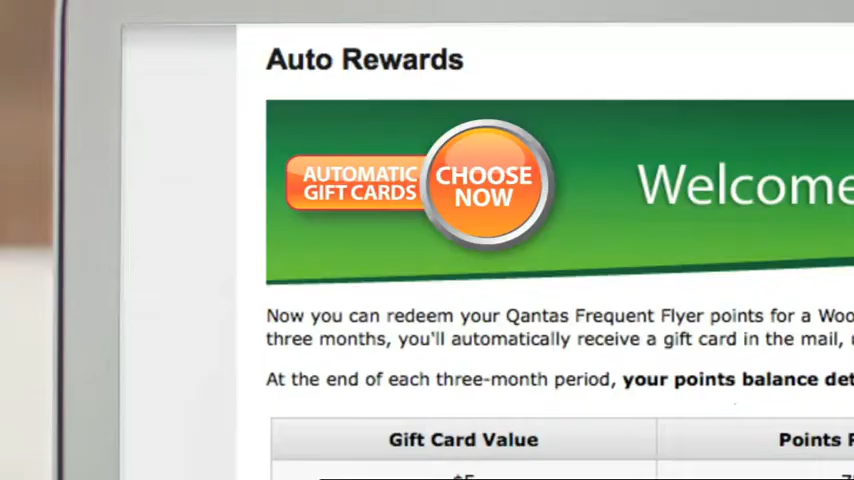 Auto Rewards
AUTOMATIC
GIFT CARDS
CHOOSE
NOW
Welcome
Now you can redeem your Qantas Frequent Flyer points for a Woo
three months, you'll automatically receive a gift card in the mail,
At the end of each three-month period, your points balance det
Gift Card Value
Points
$5